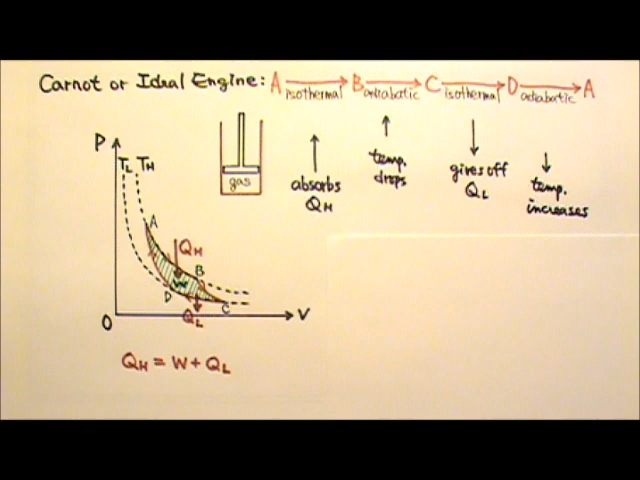 Carnot or Ideal Engine: A → B → C → D → A
isothermal adiabatic isothermal adiabatic
absorbs
QH
temp.
drops
gives off
QL
temp.
increases
gas
P
TL TH
A
QH
B
W
D
C
QL
O
V
QH = W + QL